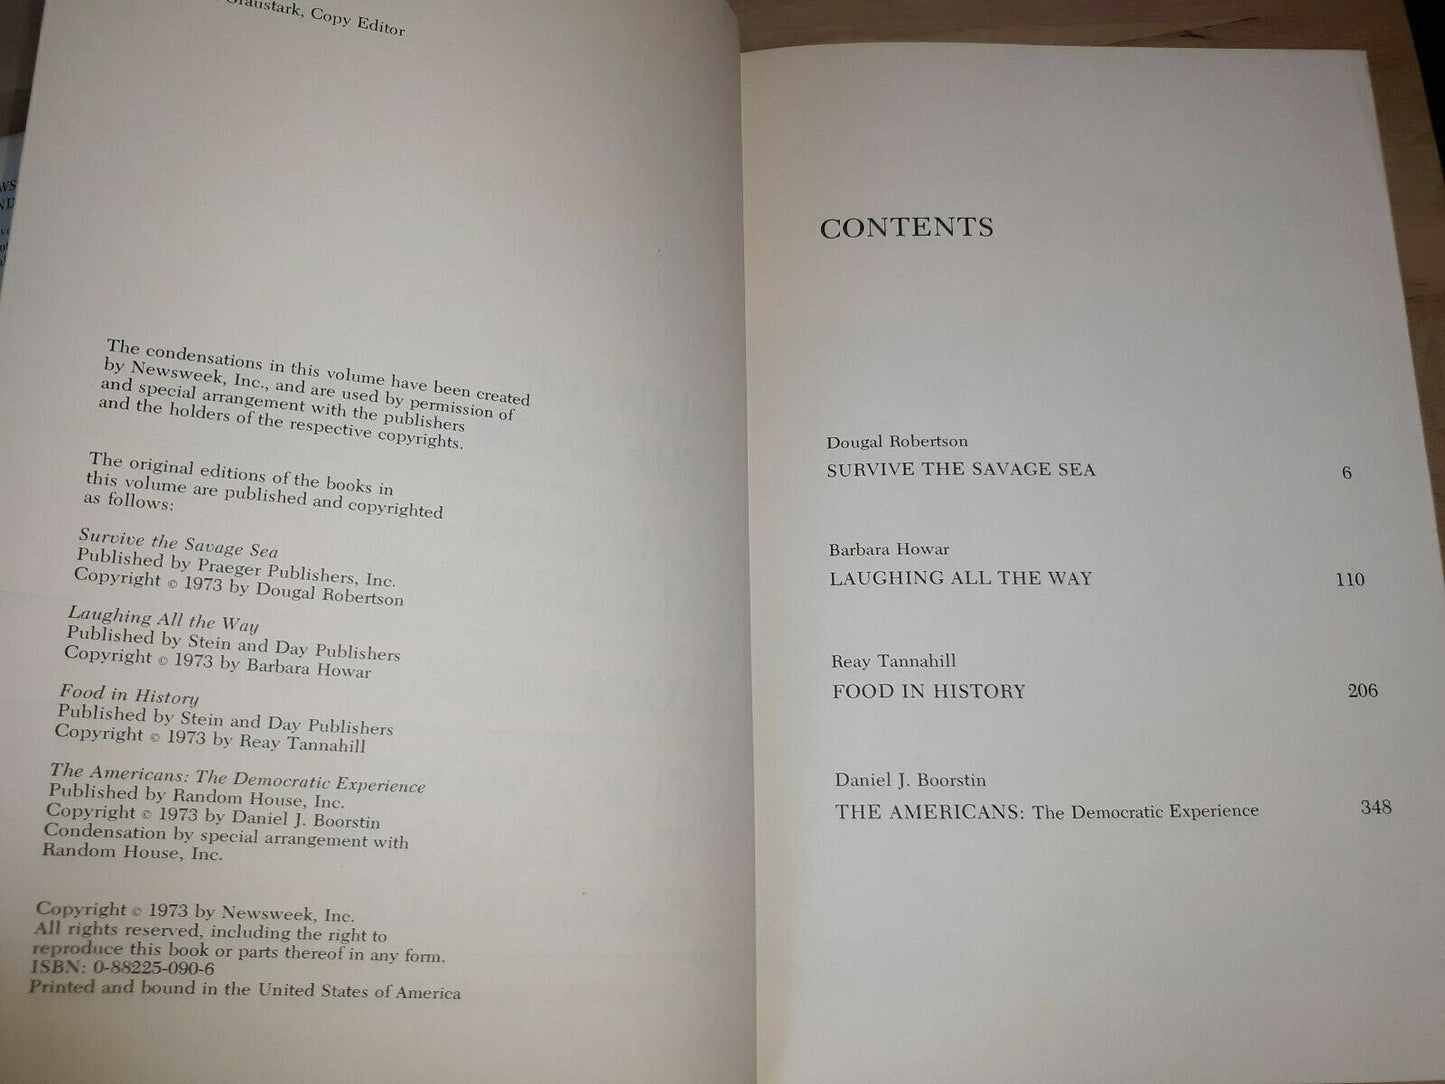 Graustark, Copy Editor
The condensations in this volume have been created
by Newsweek, Inc., and are used by permission of
and special arrangement with the publishers
and the holders of the respective copyrights.
The original editions of the books in
this volume are published and copyrighted
as follows:
Survive the Savage Sea
Published by Praeger Publishers, Inc.
Copyright © 1973 by Dougal Robertson
Laughing All the Way
Published by Stein and Day Publishers
Copyright © 1973 by Barbara Howar
Food in History
Published by Stein and Day Publishers
Copyright © 1973 by Reay Tannahill
The Americans: The Democratic Experience
Published by Random House, Inc.
Copyright © 1973 by Daniel J. Boorstin
Condensation by special arrangement with
Random House, Inc.
Copyright © 1973 by Newsweek, Inc.
All rights reserved, including the right to
reproduce this book or parts thereof in any form.
ISBN: 0-88225-090-6
Printed and bound in the United States of America
CONTENTS
Dougal Robertson
SURVIVE THE SAVAGE SEA 6
Barbara Howar
LAUGHING ALL THE WAY 110
Reay Tannahill
FOOD IN HISTORY 206
Daniel J. Boorstin
THE AMERICANS: The Democratic Experience 348